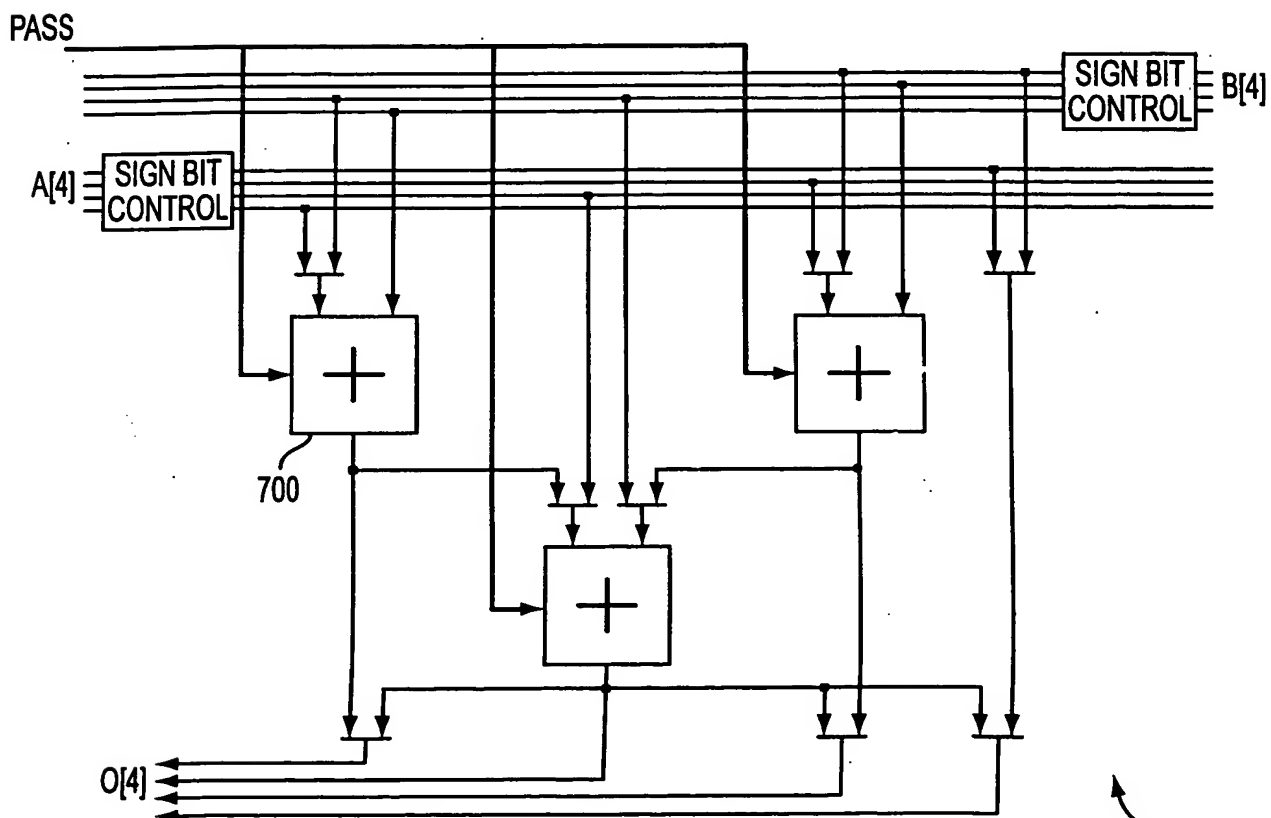 PASS
SIGN BIT
CONTROL
B[4]
A[4]
SIGN BIT
CONTROL
+
+
700
+
O[4]